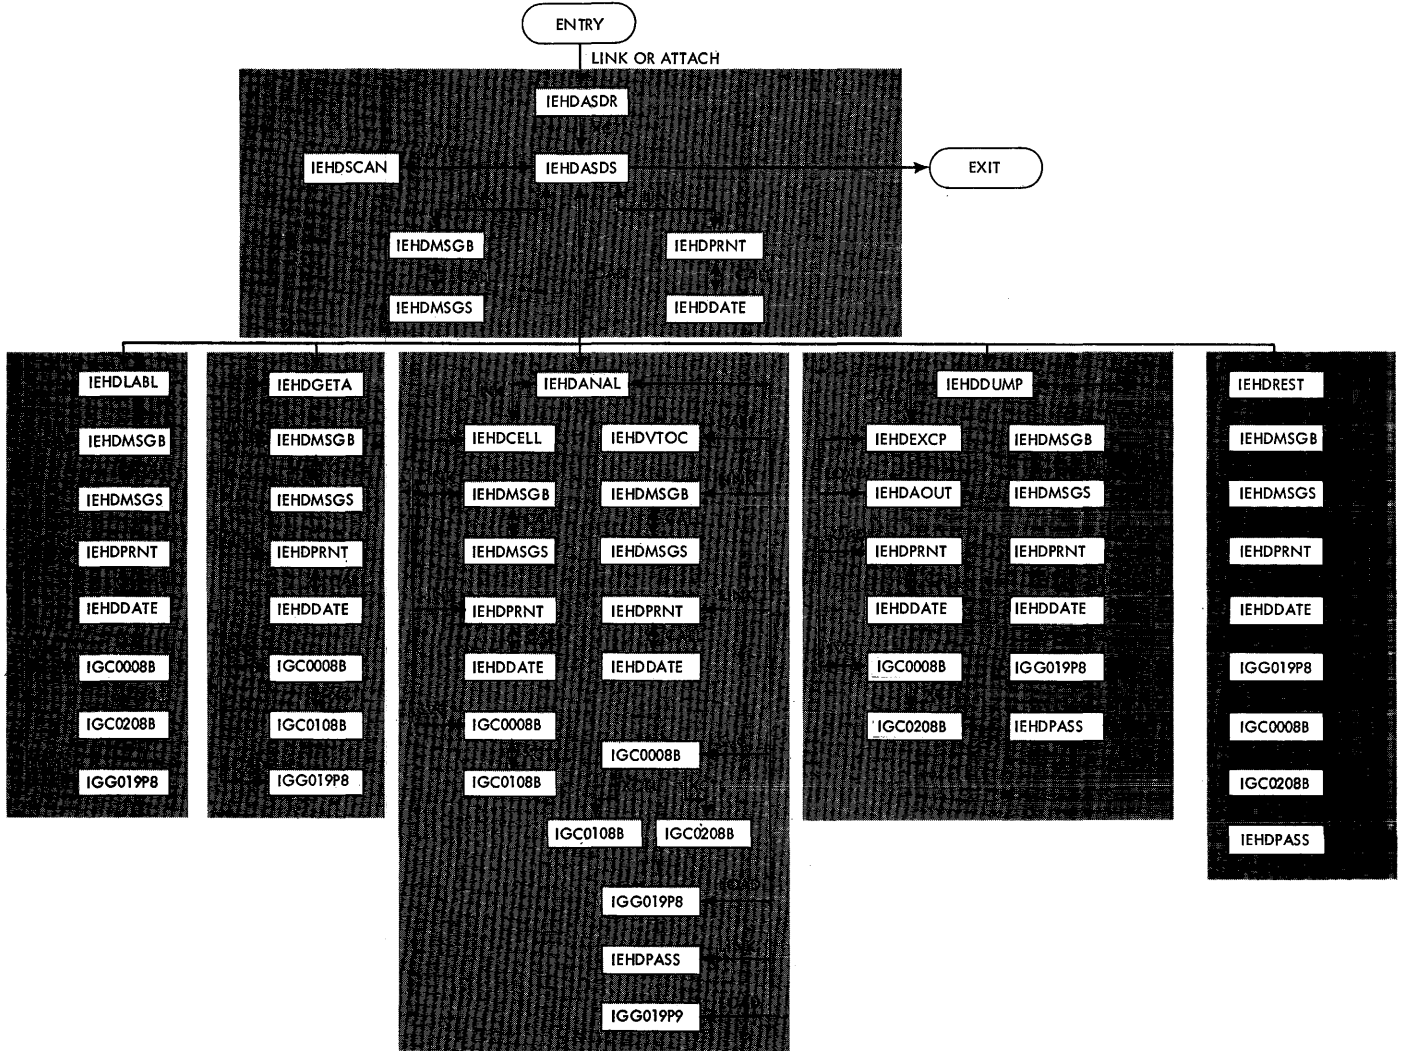 ENTRY
LINK OR ATTACH
IEHDASDR
IEHDSCAN
IEHDASDS
EXIT
IEHDMSGB
IEHDPRNT
IEHDMSGS
IEHDDATE
IEHDLABL
IEHDMSGB
IEHDMSGS
IEHDPRNT
IEHDDATE
IGC0008B
IGC0208B
IGG019P8
IEHDGETA
IEHDMSGB
IEHDMSGS
IEHDPRNT
IEHDDATE
IGC0008B
IGC0108B
IGG019P8
IEHDANAL
IEHDCELL
IEHDMSGB
IEHDMSGS
IEHDPRNT
IEHDDATE
IGC0008B
IGC0108B
IEHDVTOC
IEHDMSGB
IEHDMSGS
IEHDPRNT
IEHDDATE
IGC0008B
IGC0108B
IGC0208B
IGG019P8
IEHDPASS
IGG019P9
IEHDDUMP
IEHDEXCP
IEHDAOUT
IEHDPRNT
IEHDDATE
IGC0008B
IGC0208B
IEHDMSGB
IEHDMSGS
IEHDPRNT
IEHDDATE
IGG019P8
IEHDPASS
IEHDREST
IEHDMSGB
IEHDMSGS
IEHDPRNT
IEHDDATE
IGG019P8
IGC0008B
IGC0208B
IEHDPASS